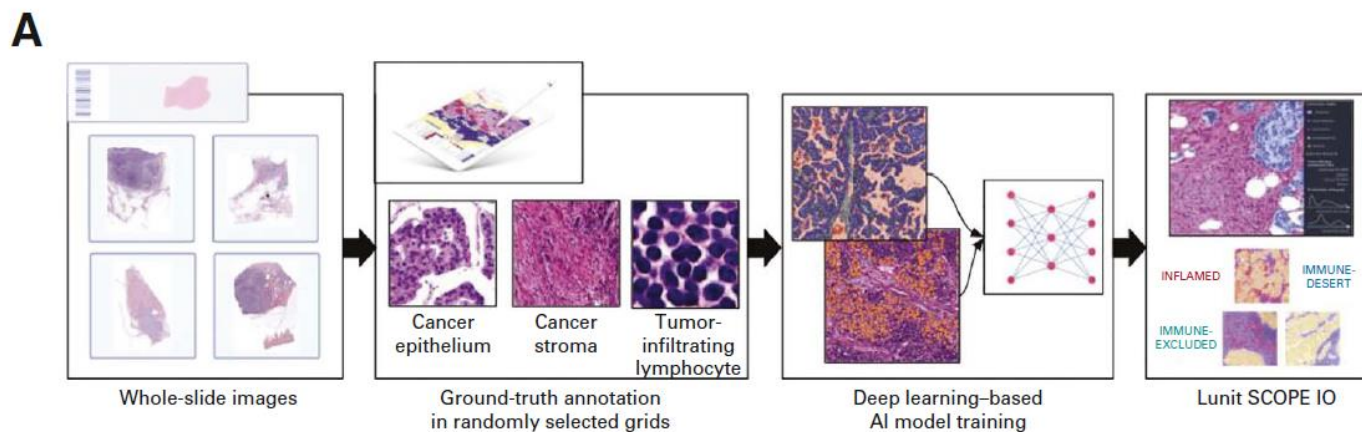 A
Cancer
epithelium
Cancer
stroma
Tumor-
infiltrating
lymphocyte
INFLAMED
IMMUNE-
DESERT
IMMUNE-
EXCLUDED
Whole-slide images
Ground-truth annotation
in randomly selected grids
Deep learning–based
AI model training
Lunit SCOPE IO